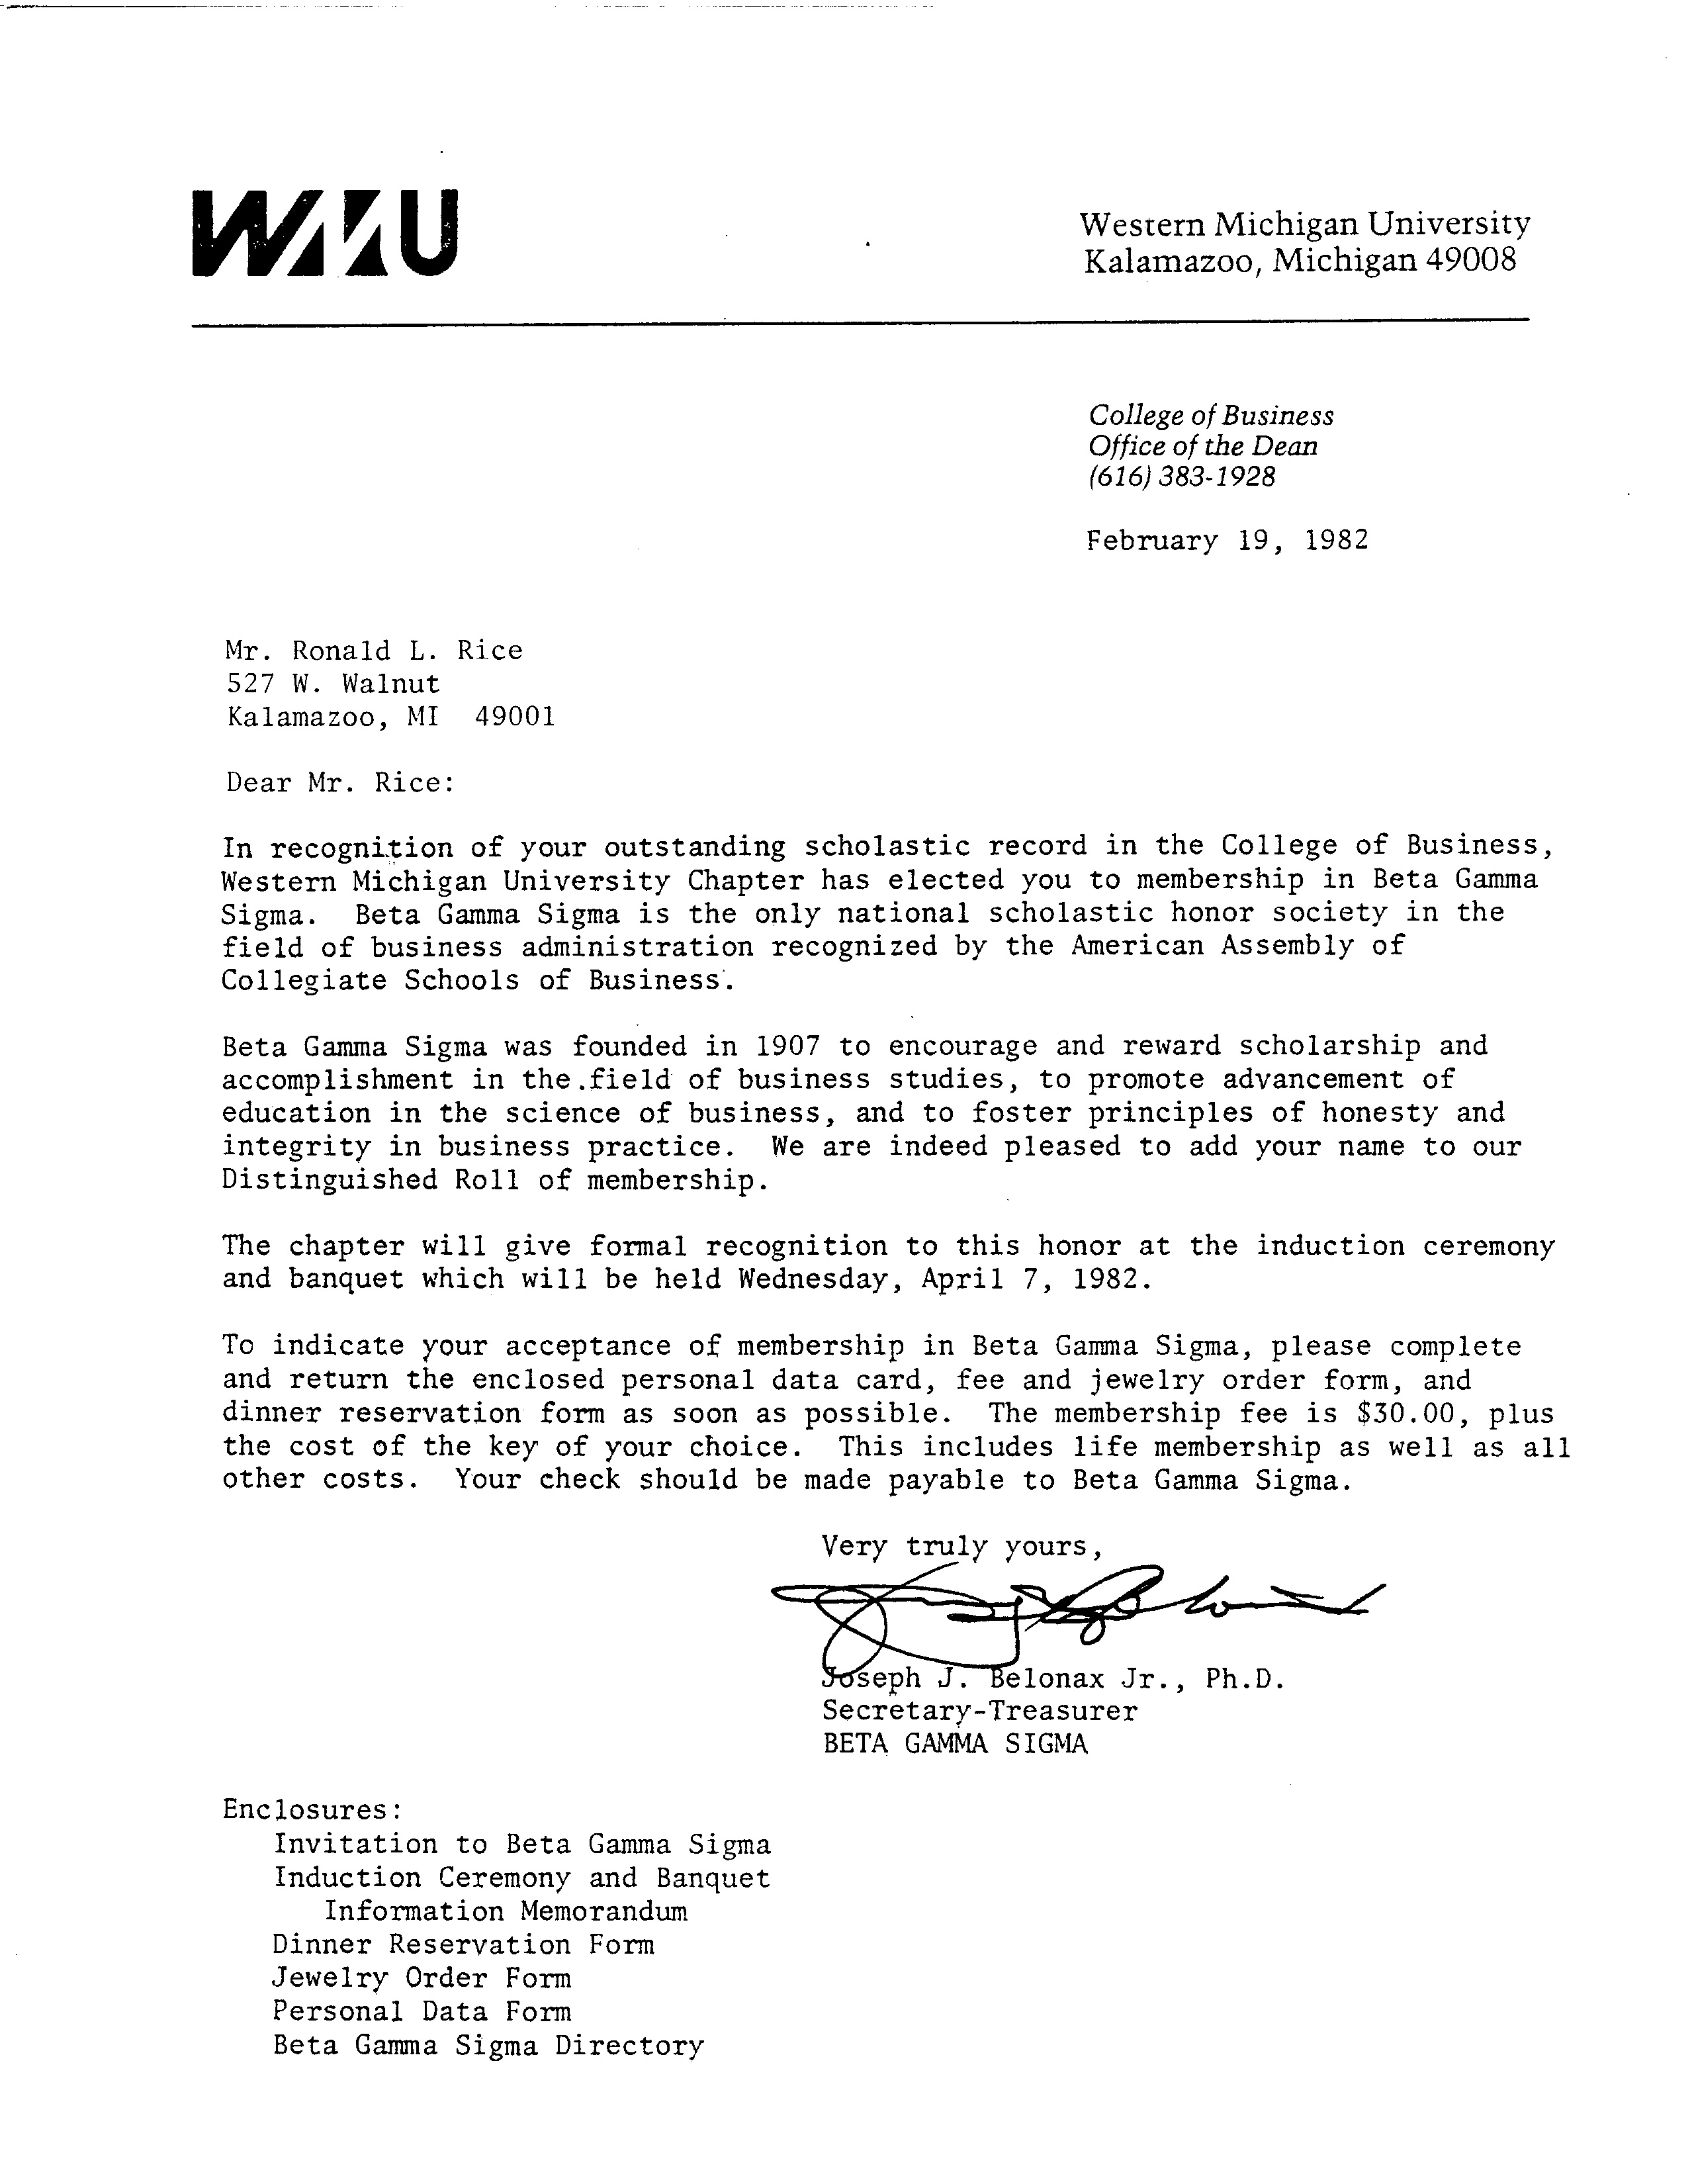 WMU
Western Michigan University
Kalamazoo, Michigan 49008
College of Business
Office of the Dean
(616) 383-1928
February 19, 1982
Mr. Ronald L. Rice
527 W. Walnut
Kalamazoo, MI  49001
Dear Mr. Rice:
In recognition of your outstanding scholastic record in the College of Business,
Western Michigan University Chapter has elected you to membership in Beta Gamma
Sigma.  Beta Gamma Sigma is the only national scholastic honor society in the
field of business administration recognized by the American Assembly of
Collegiate Schools of Business.
Beta Gamma Sigma was founded in 1907 to encourage and reward scholarship and
accomplishment in the field of business studies, to promote advancement of
education in the science of business, and to foster principles of honesty and
integrity in business practice.  We are indeed pleased to add your name to our
Distinguished Roll of membership.
The chapter will give formal recognition to this honor at the induction ceremony
and banquet which will be held Wednesday, April 7, 1982.
To indicate your acceptance of membership in Beta Gamma Sigma, please complete
and return the enclosed personal data card, fee and jewelry order form, and
dinner reservation form as soon as possible.  The membership fee is $30.00, plus
the cost of the key of your choice.  This includes life membership as well as all
other costs.  Your check should be made payable to Beta Gamma Sigma.
Very truly yours,
Joseph J. Belonax Jr., Ph.D.
Secretary-Treasurer
BETA GAMMA SIGMA
Enclosures:
Invitation to Beta Gamma Sigma
Induction Ceremony and Banquet
Information Memorandum
Dinner Reservation Form
Jewelry Order Form
Personal Data Form
Beta Gamma Sigma Directory